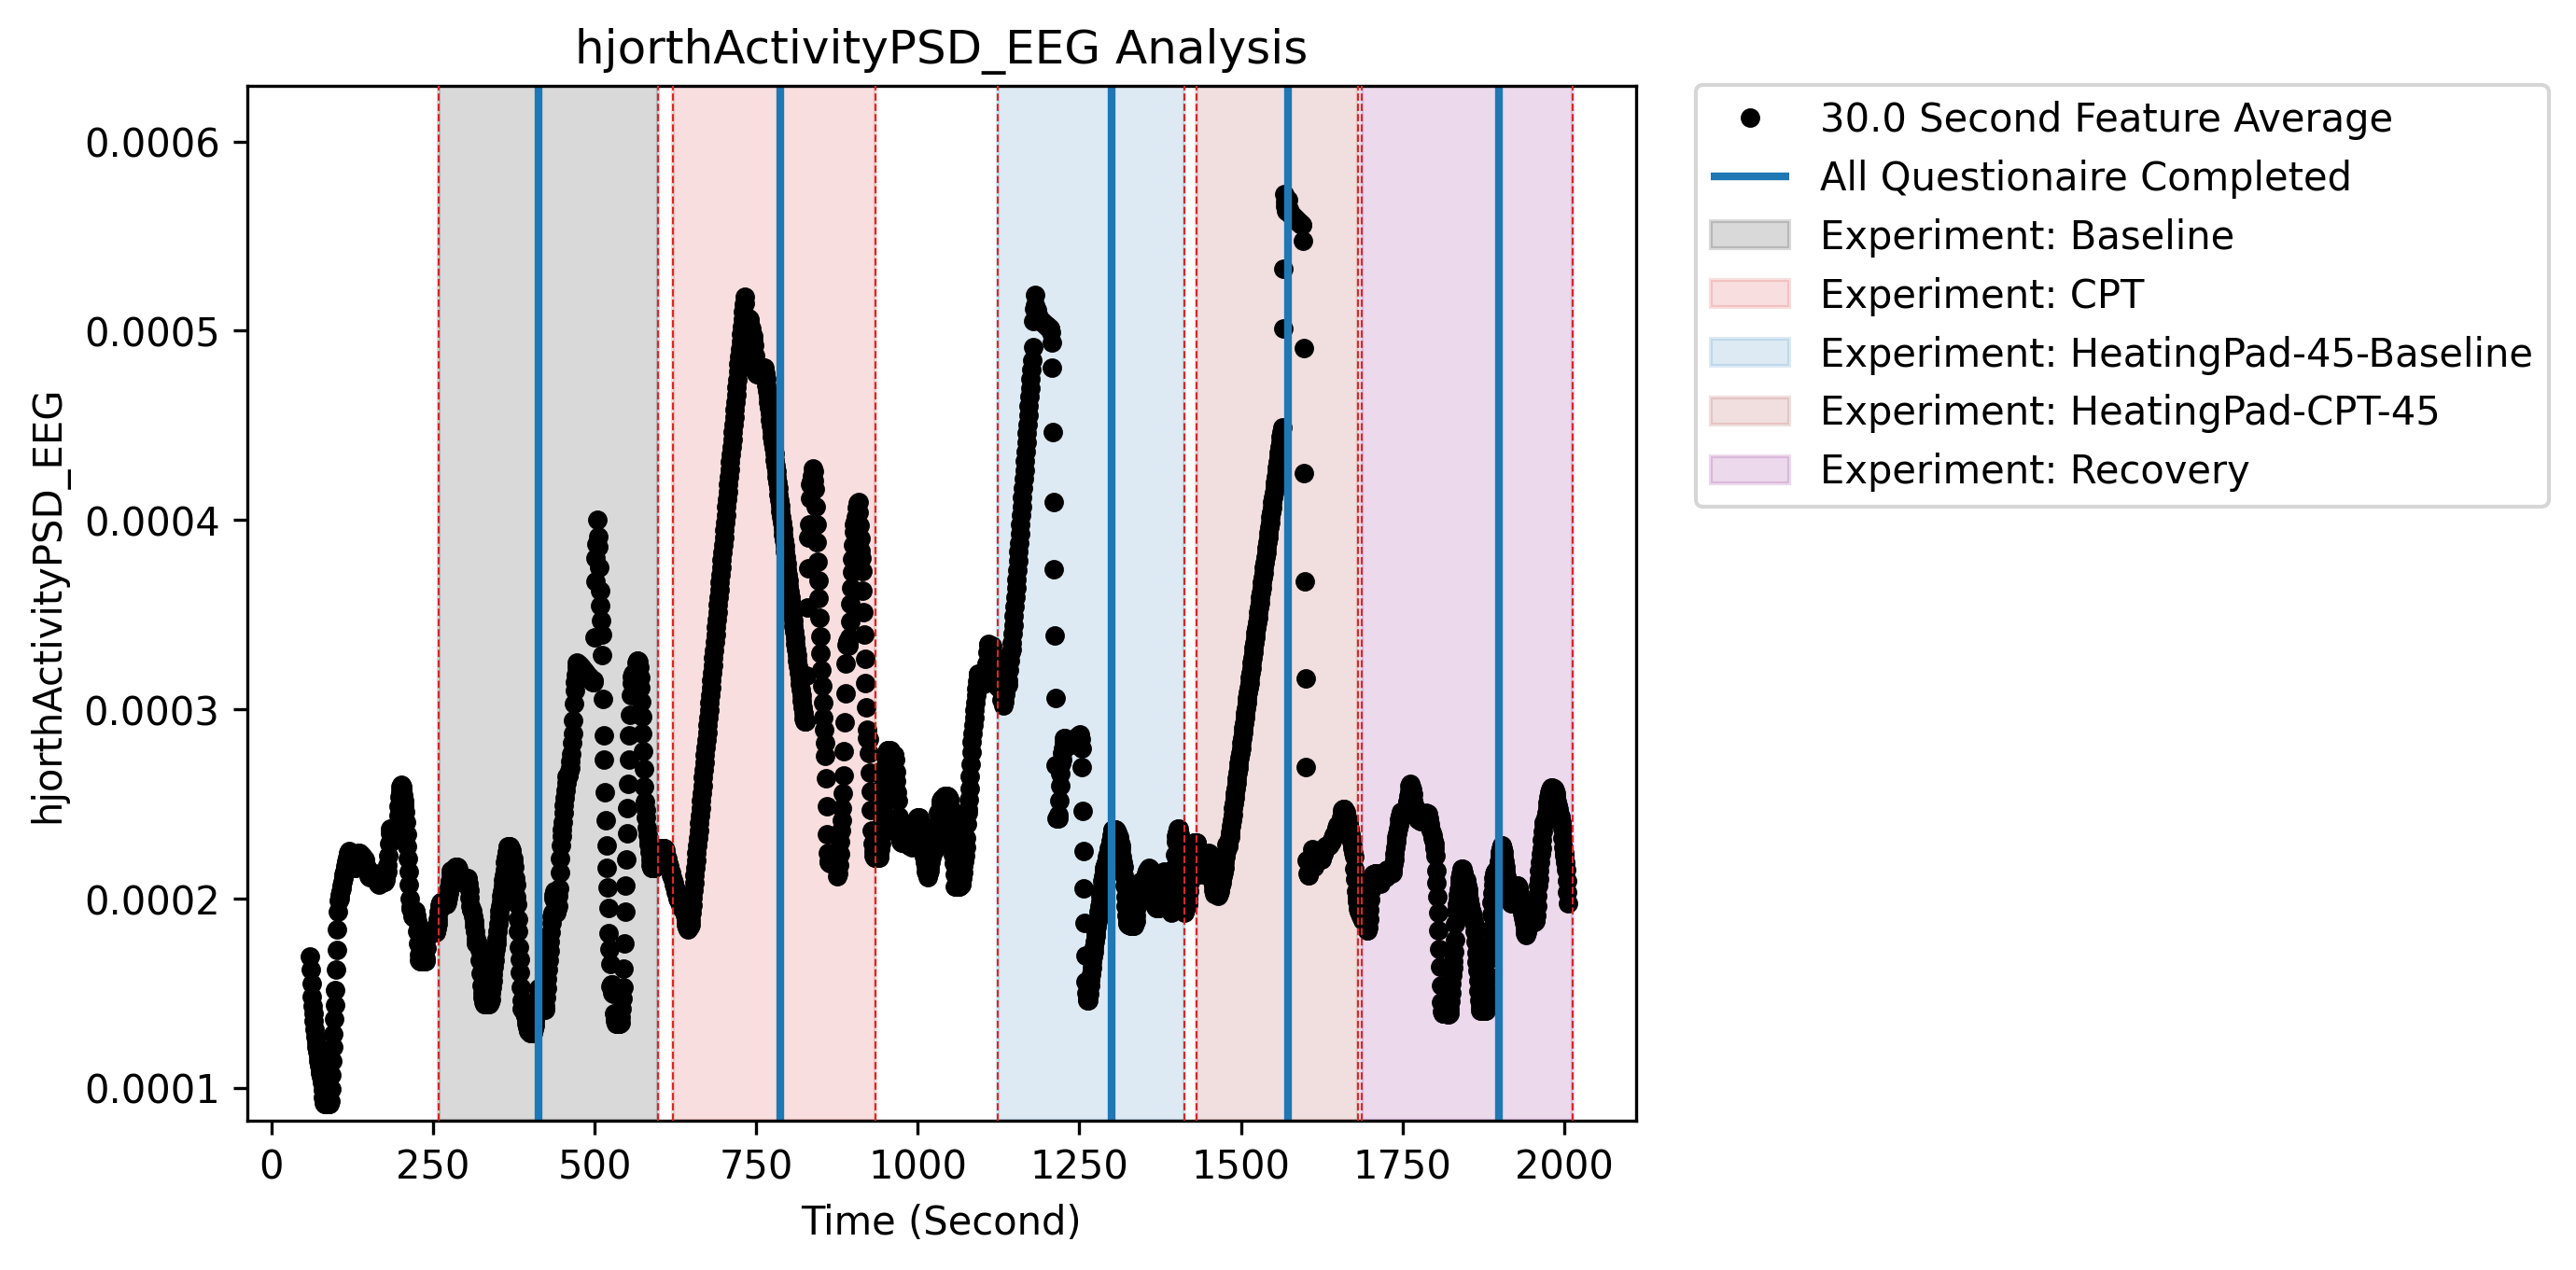 hjorthActivityPSD_EEG Analysis
hjorthActivityPSD_EEG
0.0006
0.0005
0.0004
0.0003
0.0002
0.0001
0 250 500 750 1000 1250 1500 1750 2000
Time (Second)
30.0 Second Feature Average
All Questionaire Completed
Experiment: Baseline
Experiment: CPT
Experiment: HeatingPad-45-Baseline
Experiment: HeatingPad-CPT-45
Experiment: Recovery